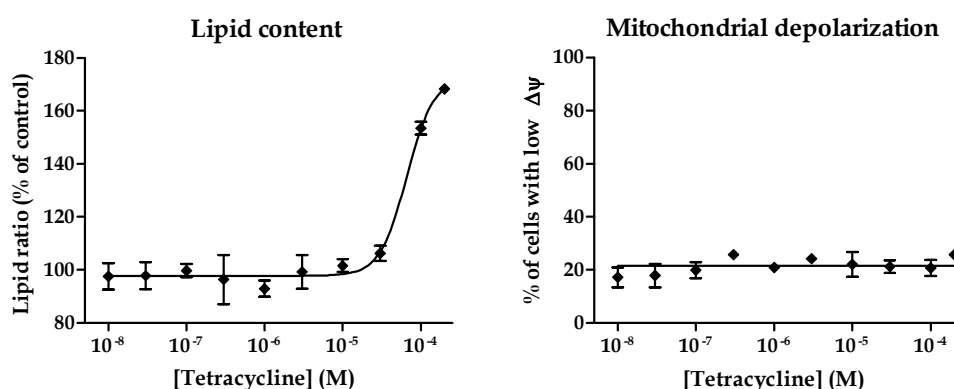 Lipid content
Lipid ratio (% of control)
180
160
140
120
100
80
10⁻⁸ 10⁻⁷ 10⁻⁶ 10⁻⁵ 10⁻⁴
[Tetracycline] (M)
Mitochondrial depolarization
% of cells with low Δψ
100
80
60
40
20
0
10⁻⁸ 10⁻⁷ 10⁻⁶ 10⁻⁵ 10⁻⁴
[Tetracycline] (M)